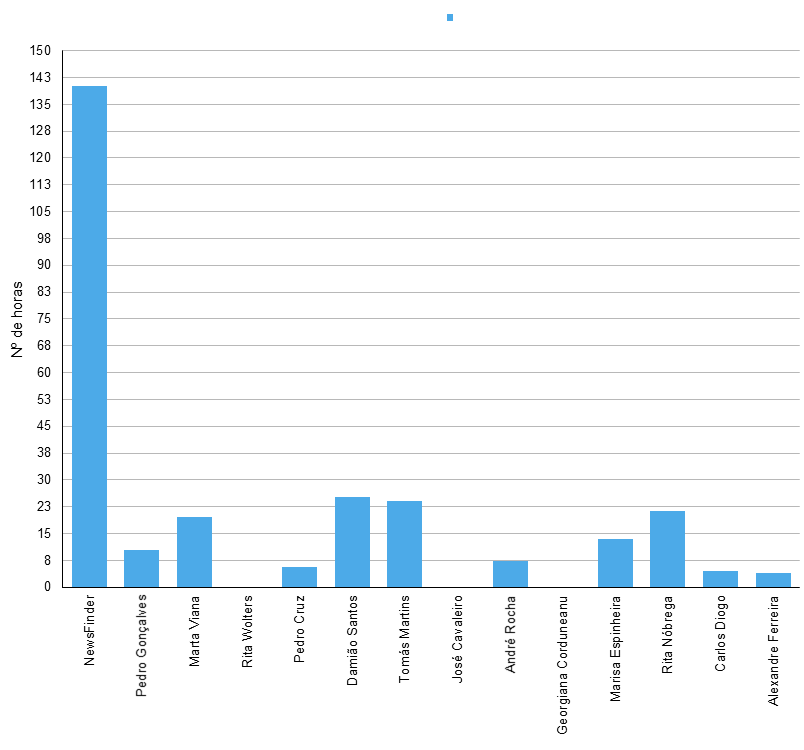 150
143
135
128
120
113
105
98
90
83
75
68
60
53
45
38
30
23
15
8
0
Nº de horas
NewsFinder
Pedro Gonçalves
Marta Viana
Rita Wolters
Pedro Cruz
Damião Santos
Tomás Martins
José Cavaleiro
André Rocha
Georgiana Corduneanu
Marisa Espinheira
Rita Nóbrega
Carlos Diogo
Alexandre Ferreira